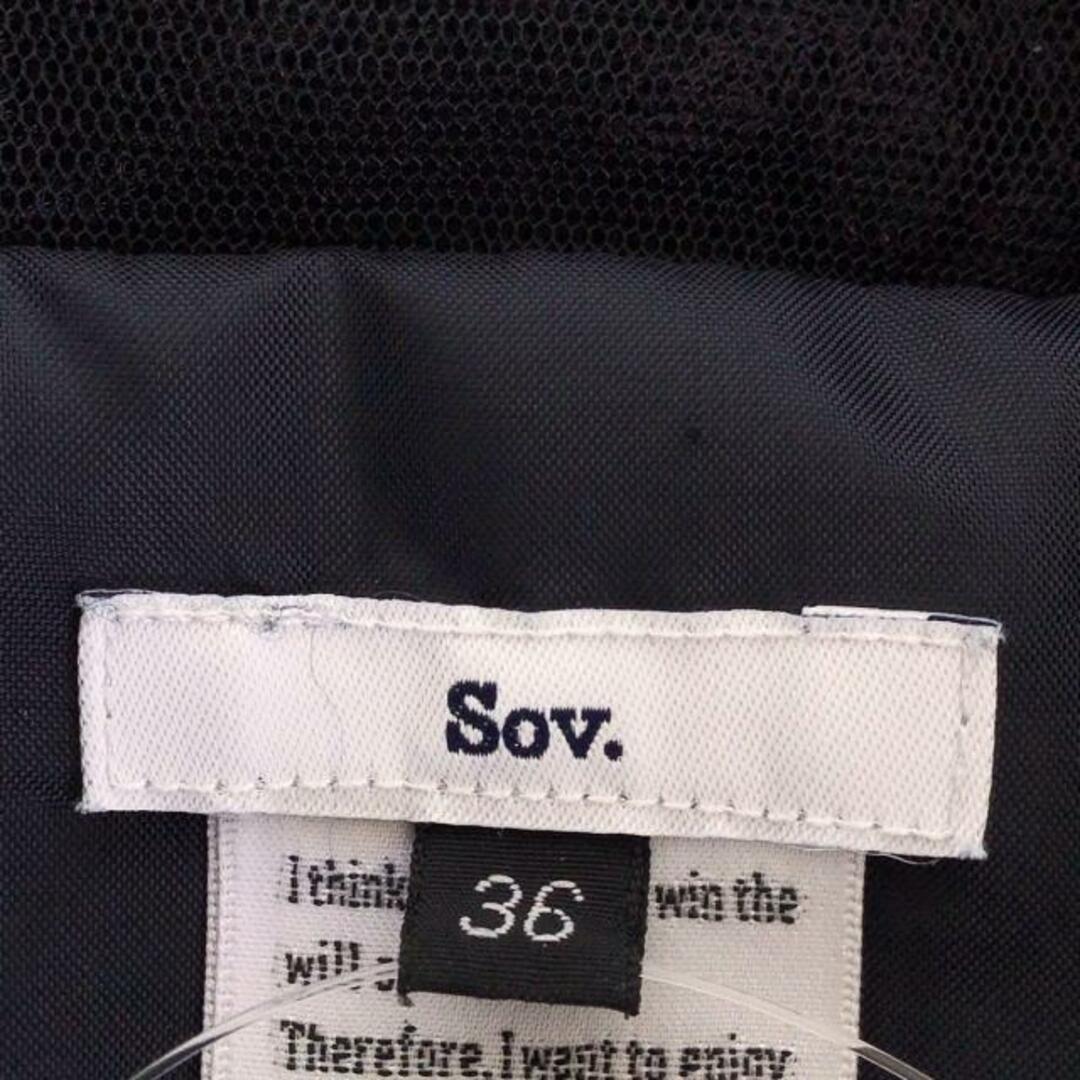 Sov.
36
I think win the
will
Therefore, I want to enjoy